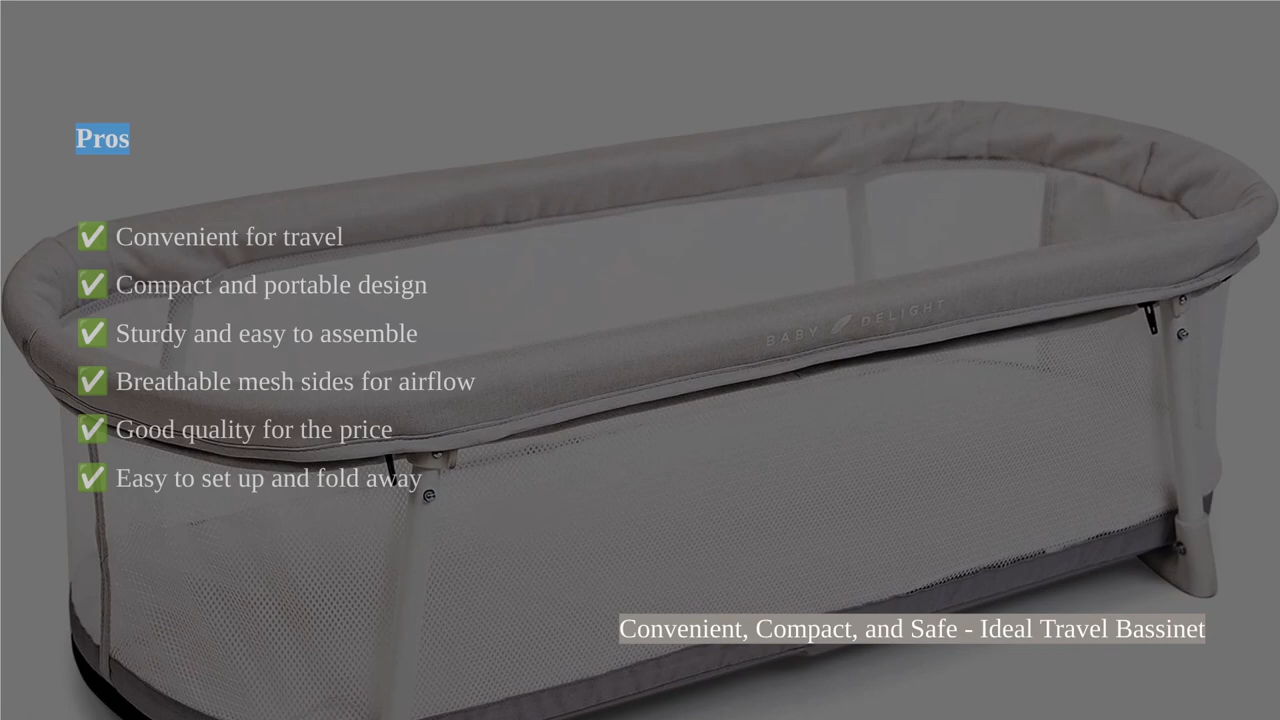 Pros
✅ Convenient for travel
✅ Compact and portable design
BABY DELIGHT
✅ Sturdy and easy to assemble
✅ Breathable mesh sides for airflow
✅ Good quality for the price
✅ Easy to set up and fold away
Convenient, Compact, and Safe - Ideal Travel Bassinet